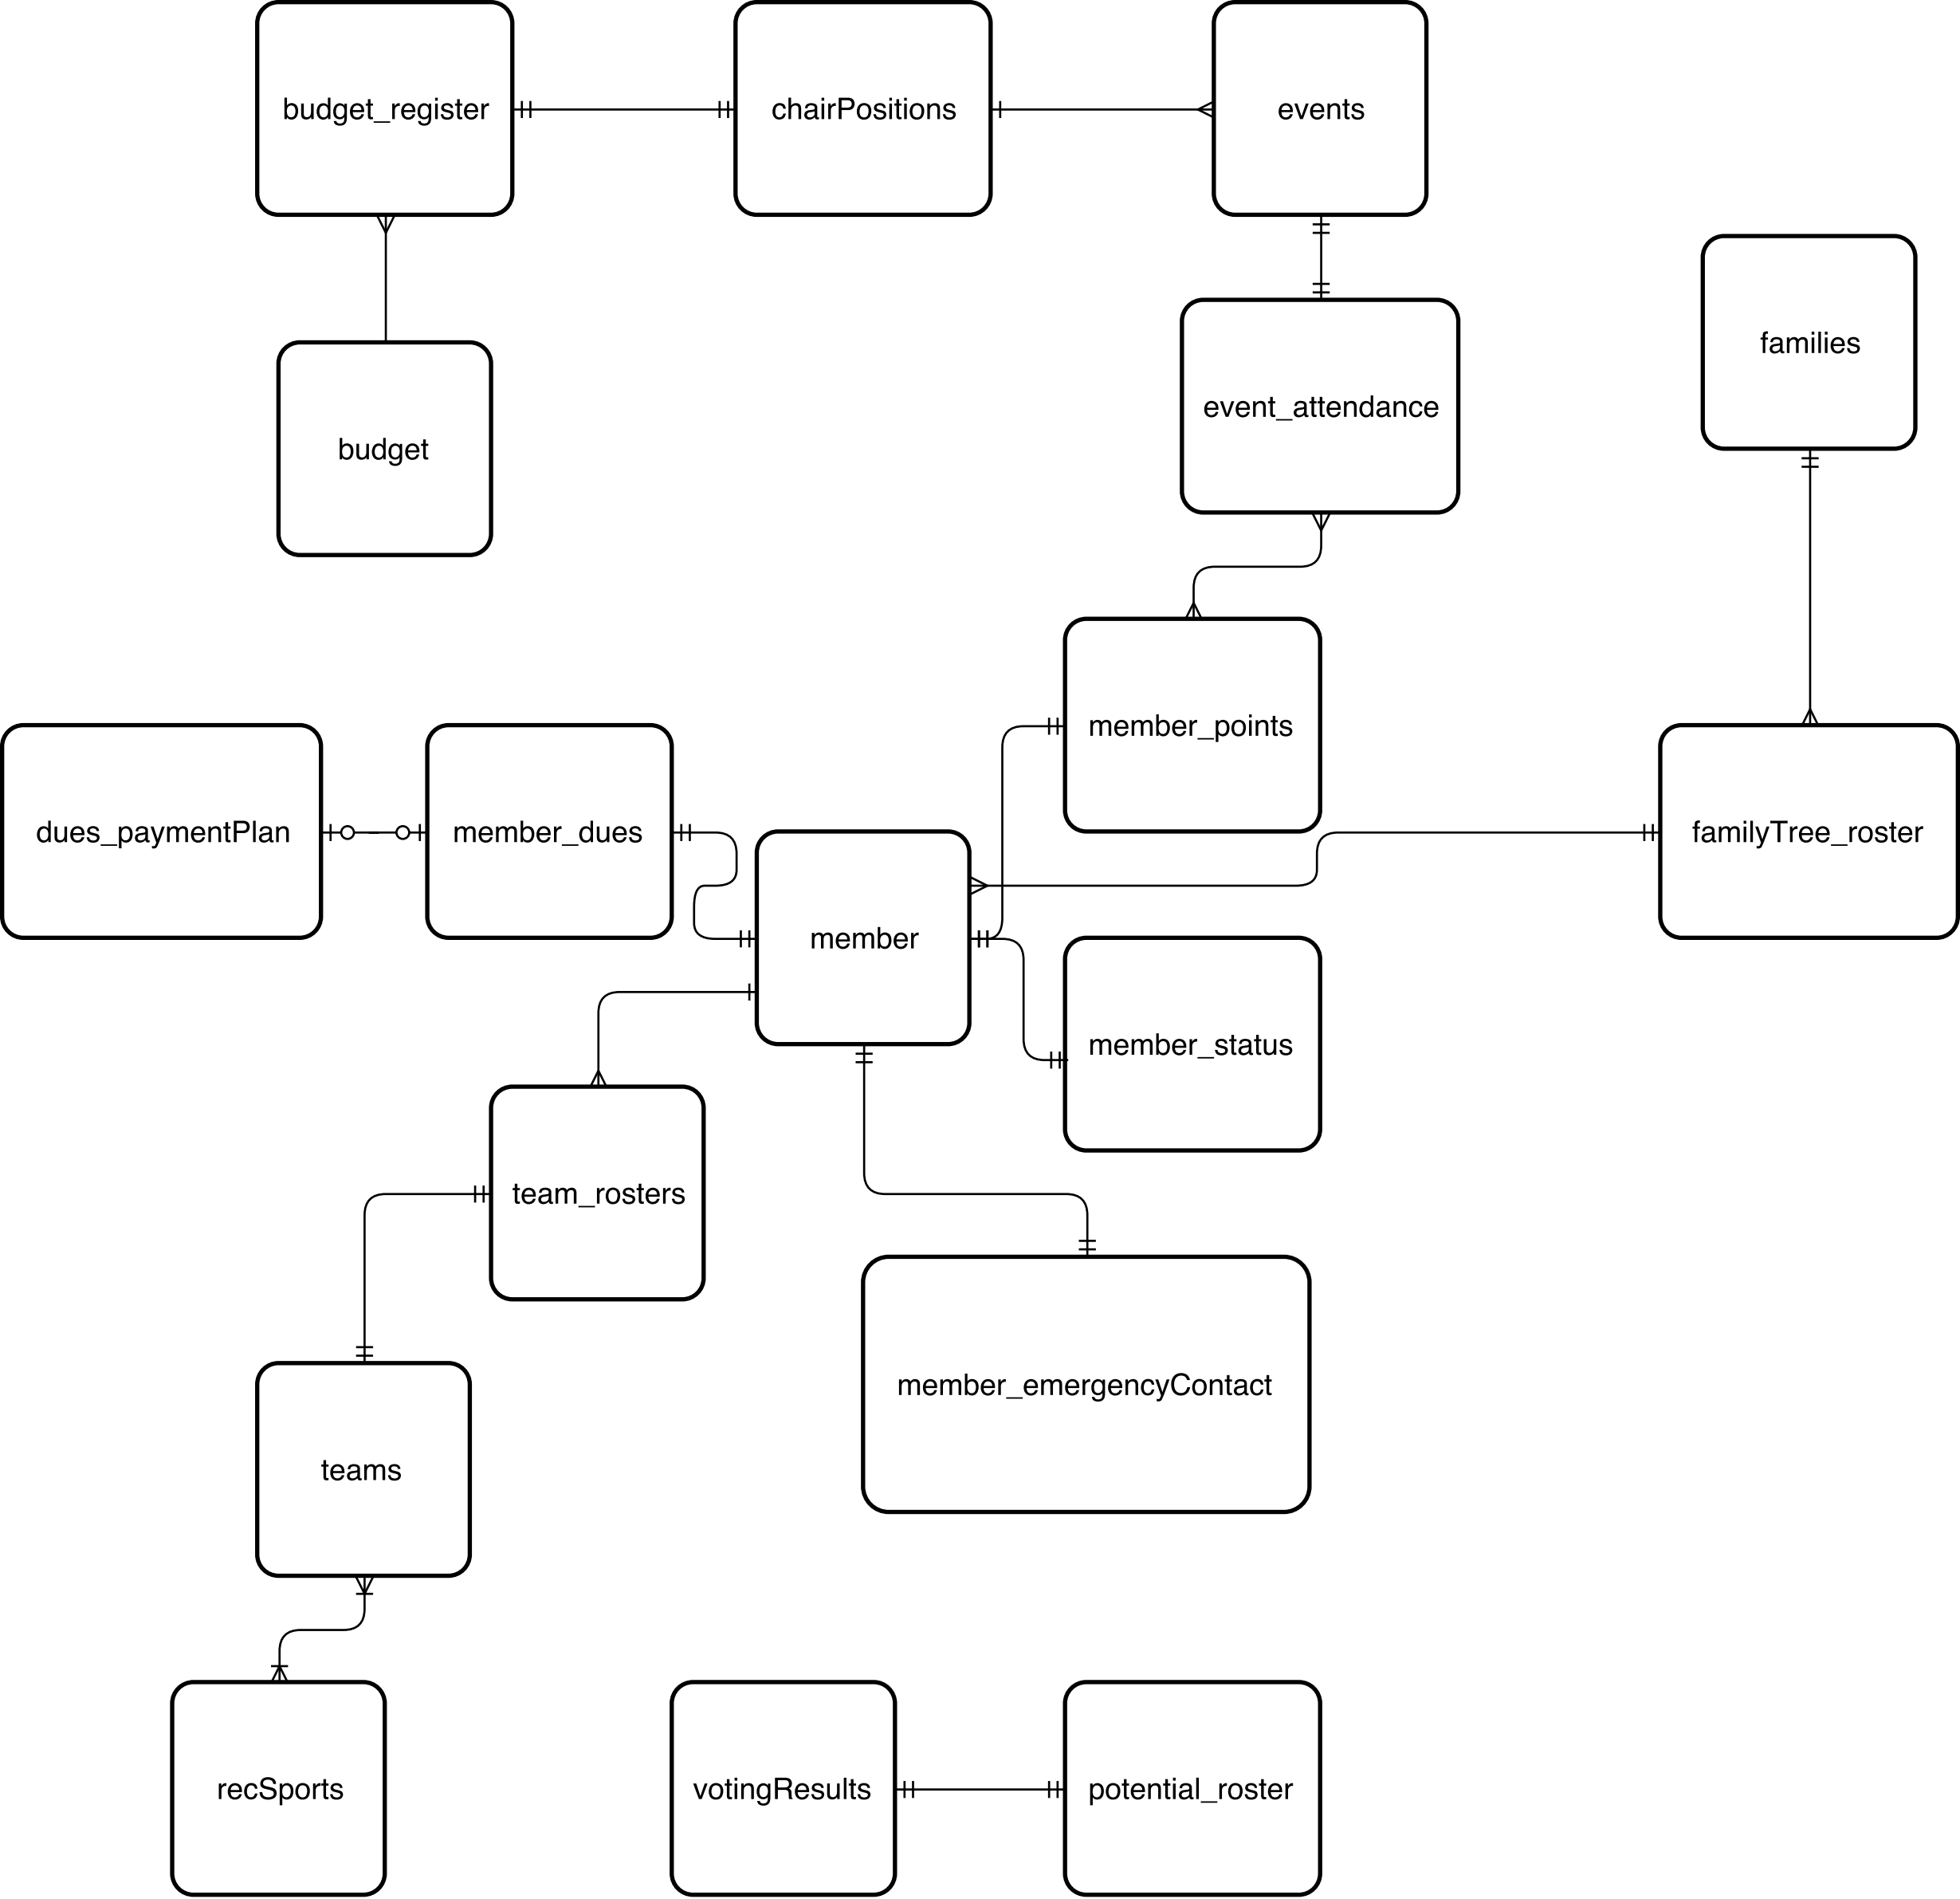 budget_register
chairPositions
events
families
event_attendance
budget
member_points
dues_paymentPlan
member_dues
familyTree_roster
member
member_status
team_rosters
member_emergencyContact
teams
recSports
votingResults
potential_roster